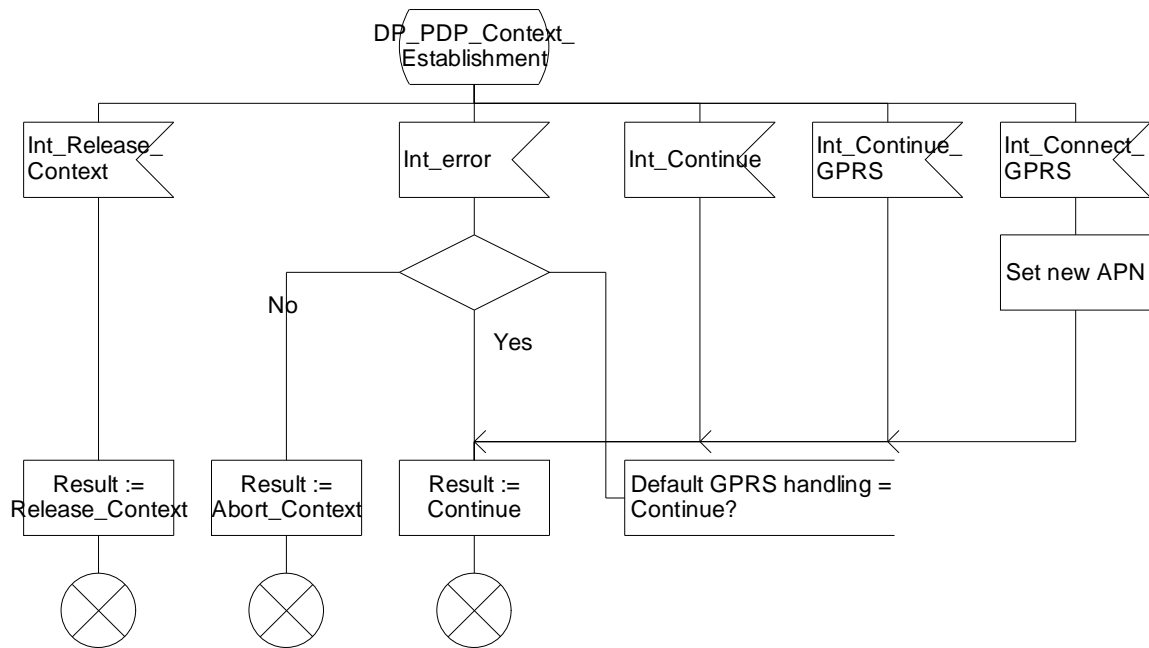 DP_PDP_Context_
Establishment
Int_Release_
Context
Int_error
Int_Continue
Int_Continue_
GPRS
Int_Connect_
GPRS
Set new APN
No
Yes
Result :=
Release_Context
Result :=
Abort_Context
Result :=
Continue
Default GPRS handling =
Continue?